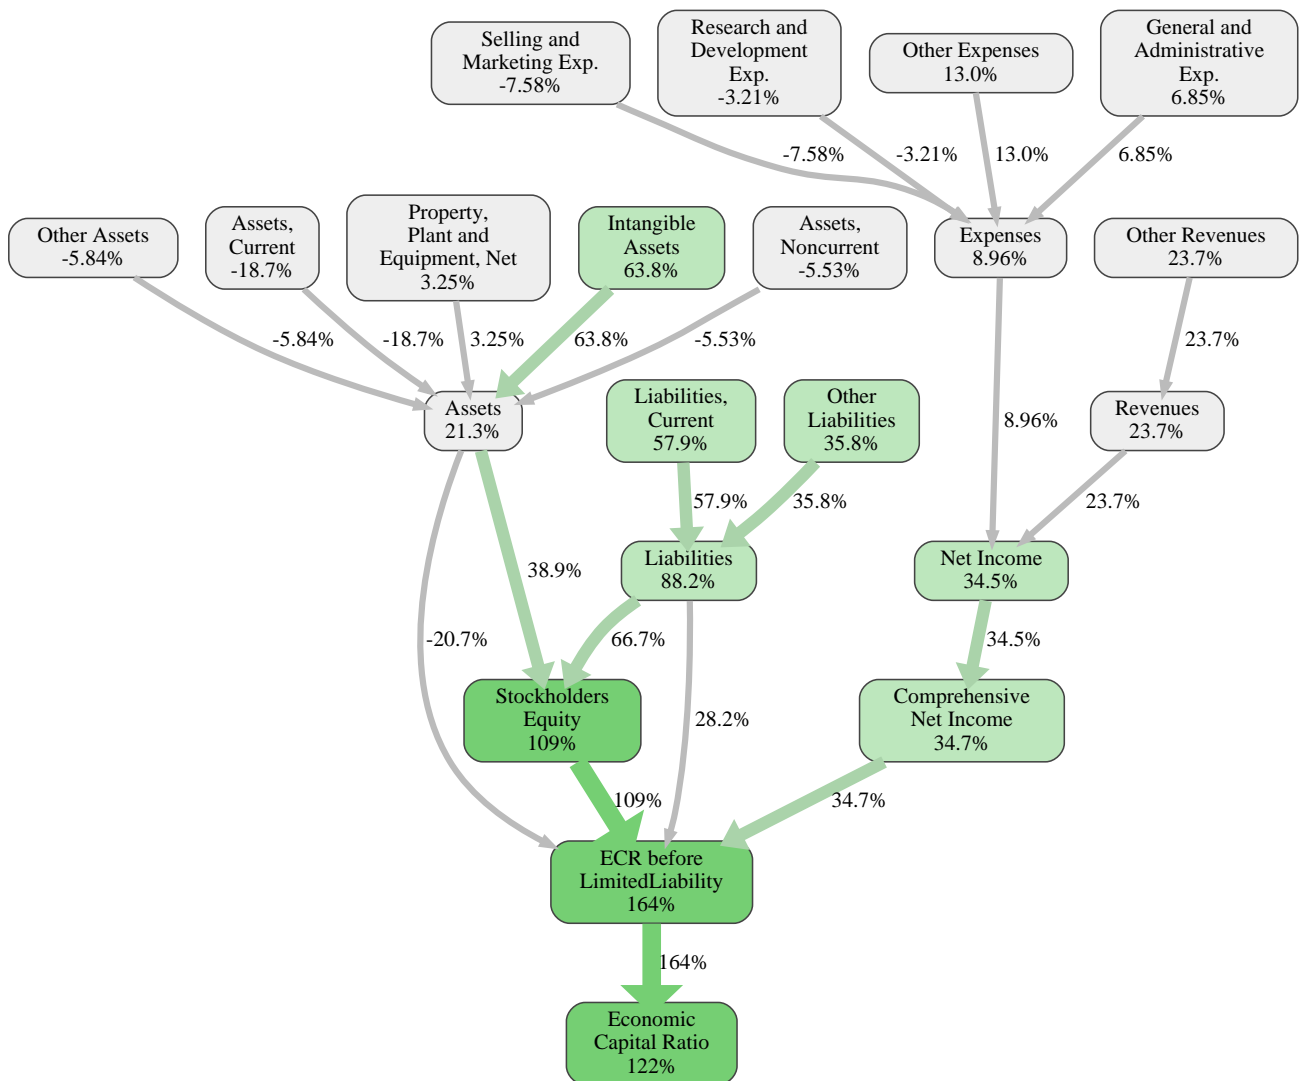 Selling and
Marketing Exp.
-7.58%
Research and
Development
Exp.
-3.21%
Other Expenses
13.0%
General and
Administrative
Exp.
6.85%
-7.58%
-3.21%
13.0%
6.85%
Other Assets
-5.84%
Assets,
Current
-18.7%
Property,
Plant and
Equipment, Net
3.25%
Intangible
Assets
63.8%
Assets,
Noncurrent
-5.53%
Expenses
8.96%
Other Revenues
23.7%
-5.84%
-18.7%
3.25%
63.8%
-5.53%
23.7%
Assets
21.3%
Liabilities,
Current
57.9%
Other
Liabilities
35.8%
8.96%
Revenues
23.7%
57.9%
35.8%
23.7%
38.9%
Liabilities
88.2%
Net Income
34.5%
-20.7%
66.7%
34.5%
Stockholders
Equity
109%
28.2%
Comprehensive
Net Income
34.7%
109%
34.7%
ECR before
LimitedLiability
164%
164%
Economic
Capital Ratio
122%